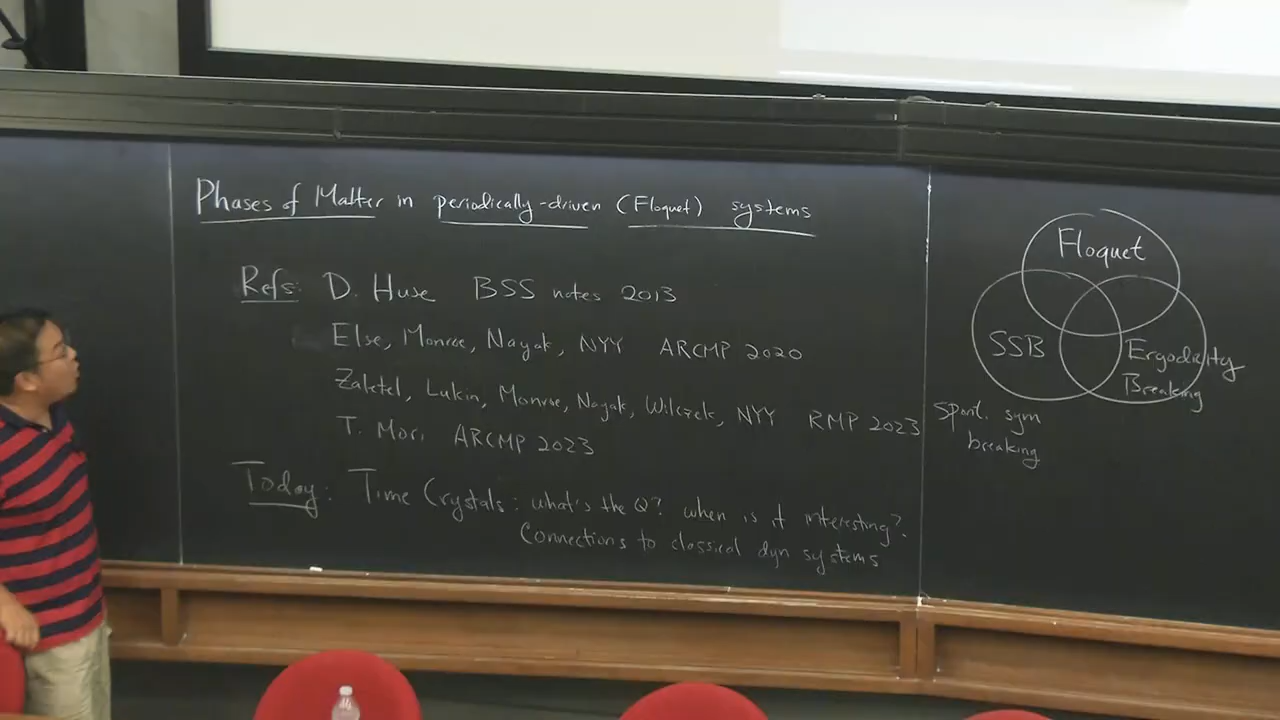 Phases of Matter in periodically-driven (Floquet) systems
Refs: D. Huse BSS notes 2013
Else, Monroe, Nayak, NYY ARCMP 2020
Zaletel, Lukin, Monroe, Nayak, Wilczek, NYY RMP 2023
T. Mori, ARCMP 2023
Today: Time Crystals: what's the Q? when is it interesting?
Connections to classical dyn systems
Floquet
SSB
Ergodicity
Breaking
Spont. sym
breaking